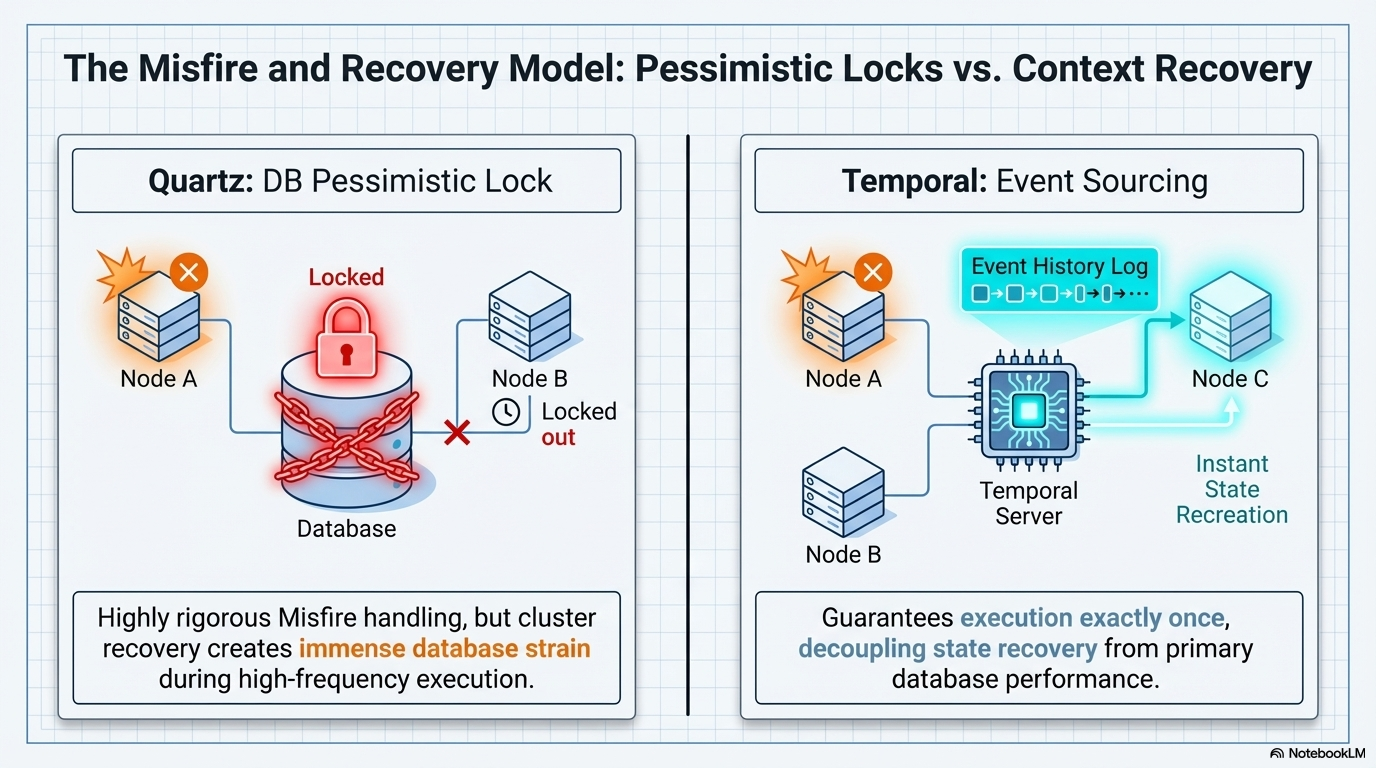 The Misfire and Recovery Model: Pessimistic Locks vs. Context Recovery
Quartz: DB Pessimistic Lock
Locked
Node A
Node B
Locked
out
Database
Highly rigorous Misfire handling, but cluster
recovery creates immense database strain
during high-frequency execution.
Temporal: Event Sourcing
Event History Log
Node A
Node C
Temporal
Server
Instant
State
Recreation
Node B
Guarantees execution exactly once,
decoupling state recovery from primary
database performance.
NotebookLM